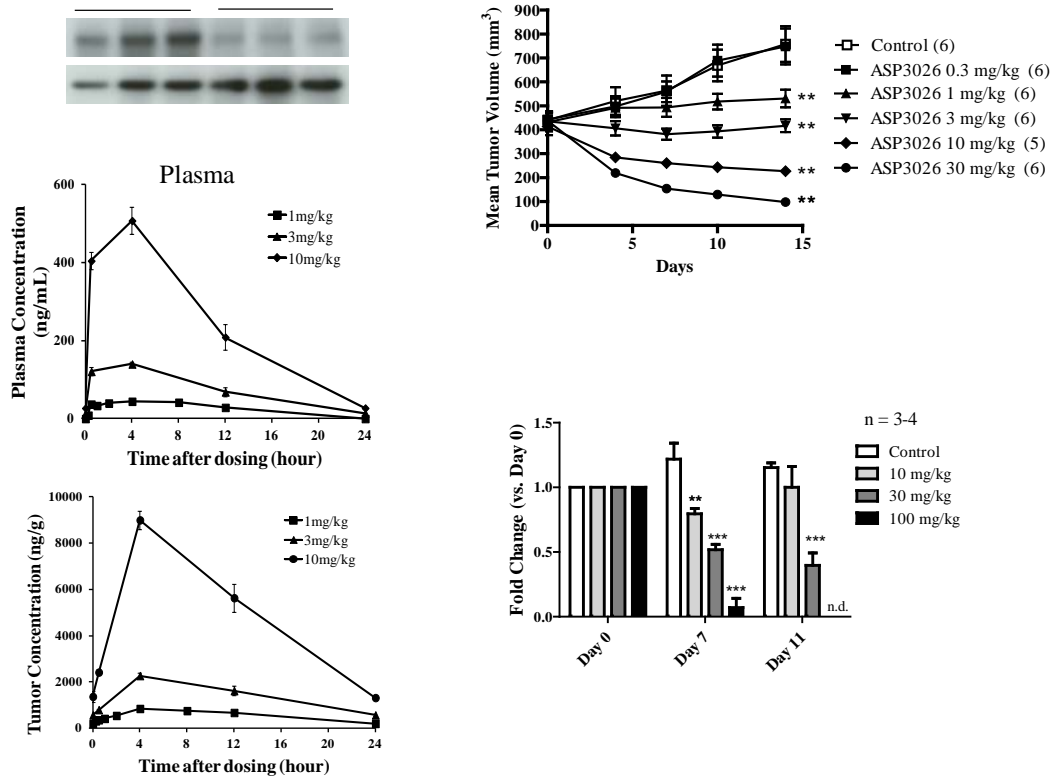 Plasma
600
400
200
0
0 4 8 12 16 20 24
Plasma Concentration
(ng/mL)
Time after dosing (hour)
1mg/kg
3mg/kg
10mg/kg
10000
8000
6000
4000
2000
0
0 4 8 12 16 20 24
Tumor Concentration (ng/g)
Time after dosing (hour)
1mg/kg
3mg/kg
10mg/kg
900
800
700
600
500
400
300
200
100
0
0 5 10 15
Mean Tumor Volume (mm³)
Days
**
**
**
**
Control (6)
ASP3026 0.3 mg/kg (6)
ASP3026 1 mg/kg (6)
ASP3026 3 mg/kg (6)
ASP3026 10 mg/kg (5)
ASP3026 30 mg/kg (6)
1.5
1.0
0.5
0.0
Fold Change (vs. Day 0)
**
***
***
***
n.d.
Day 0
Day 7
Day 11
n = 3-4
Control
10 mg/kg
30 mg/kg
100 mg/kg